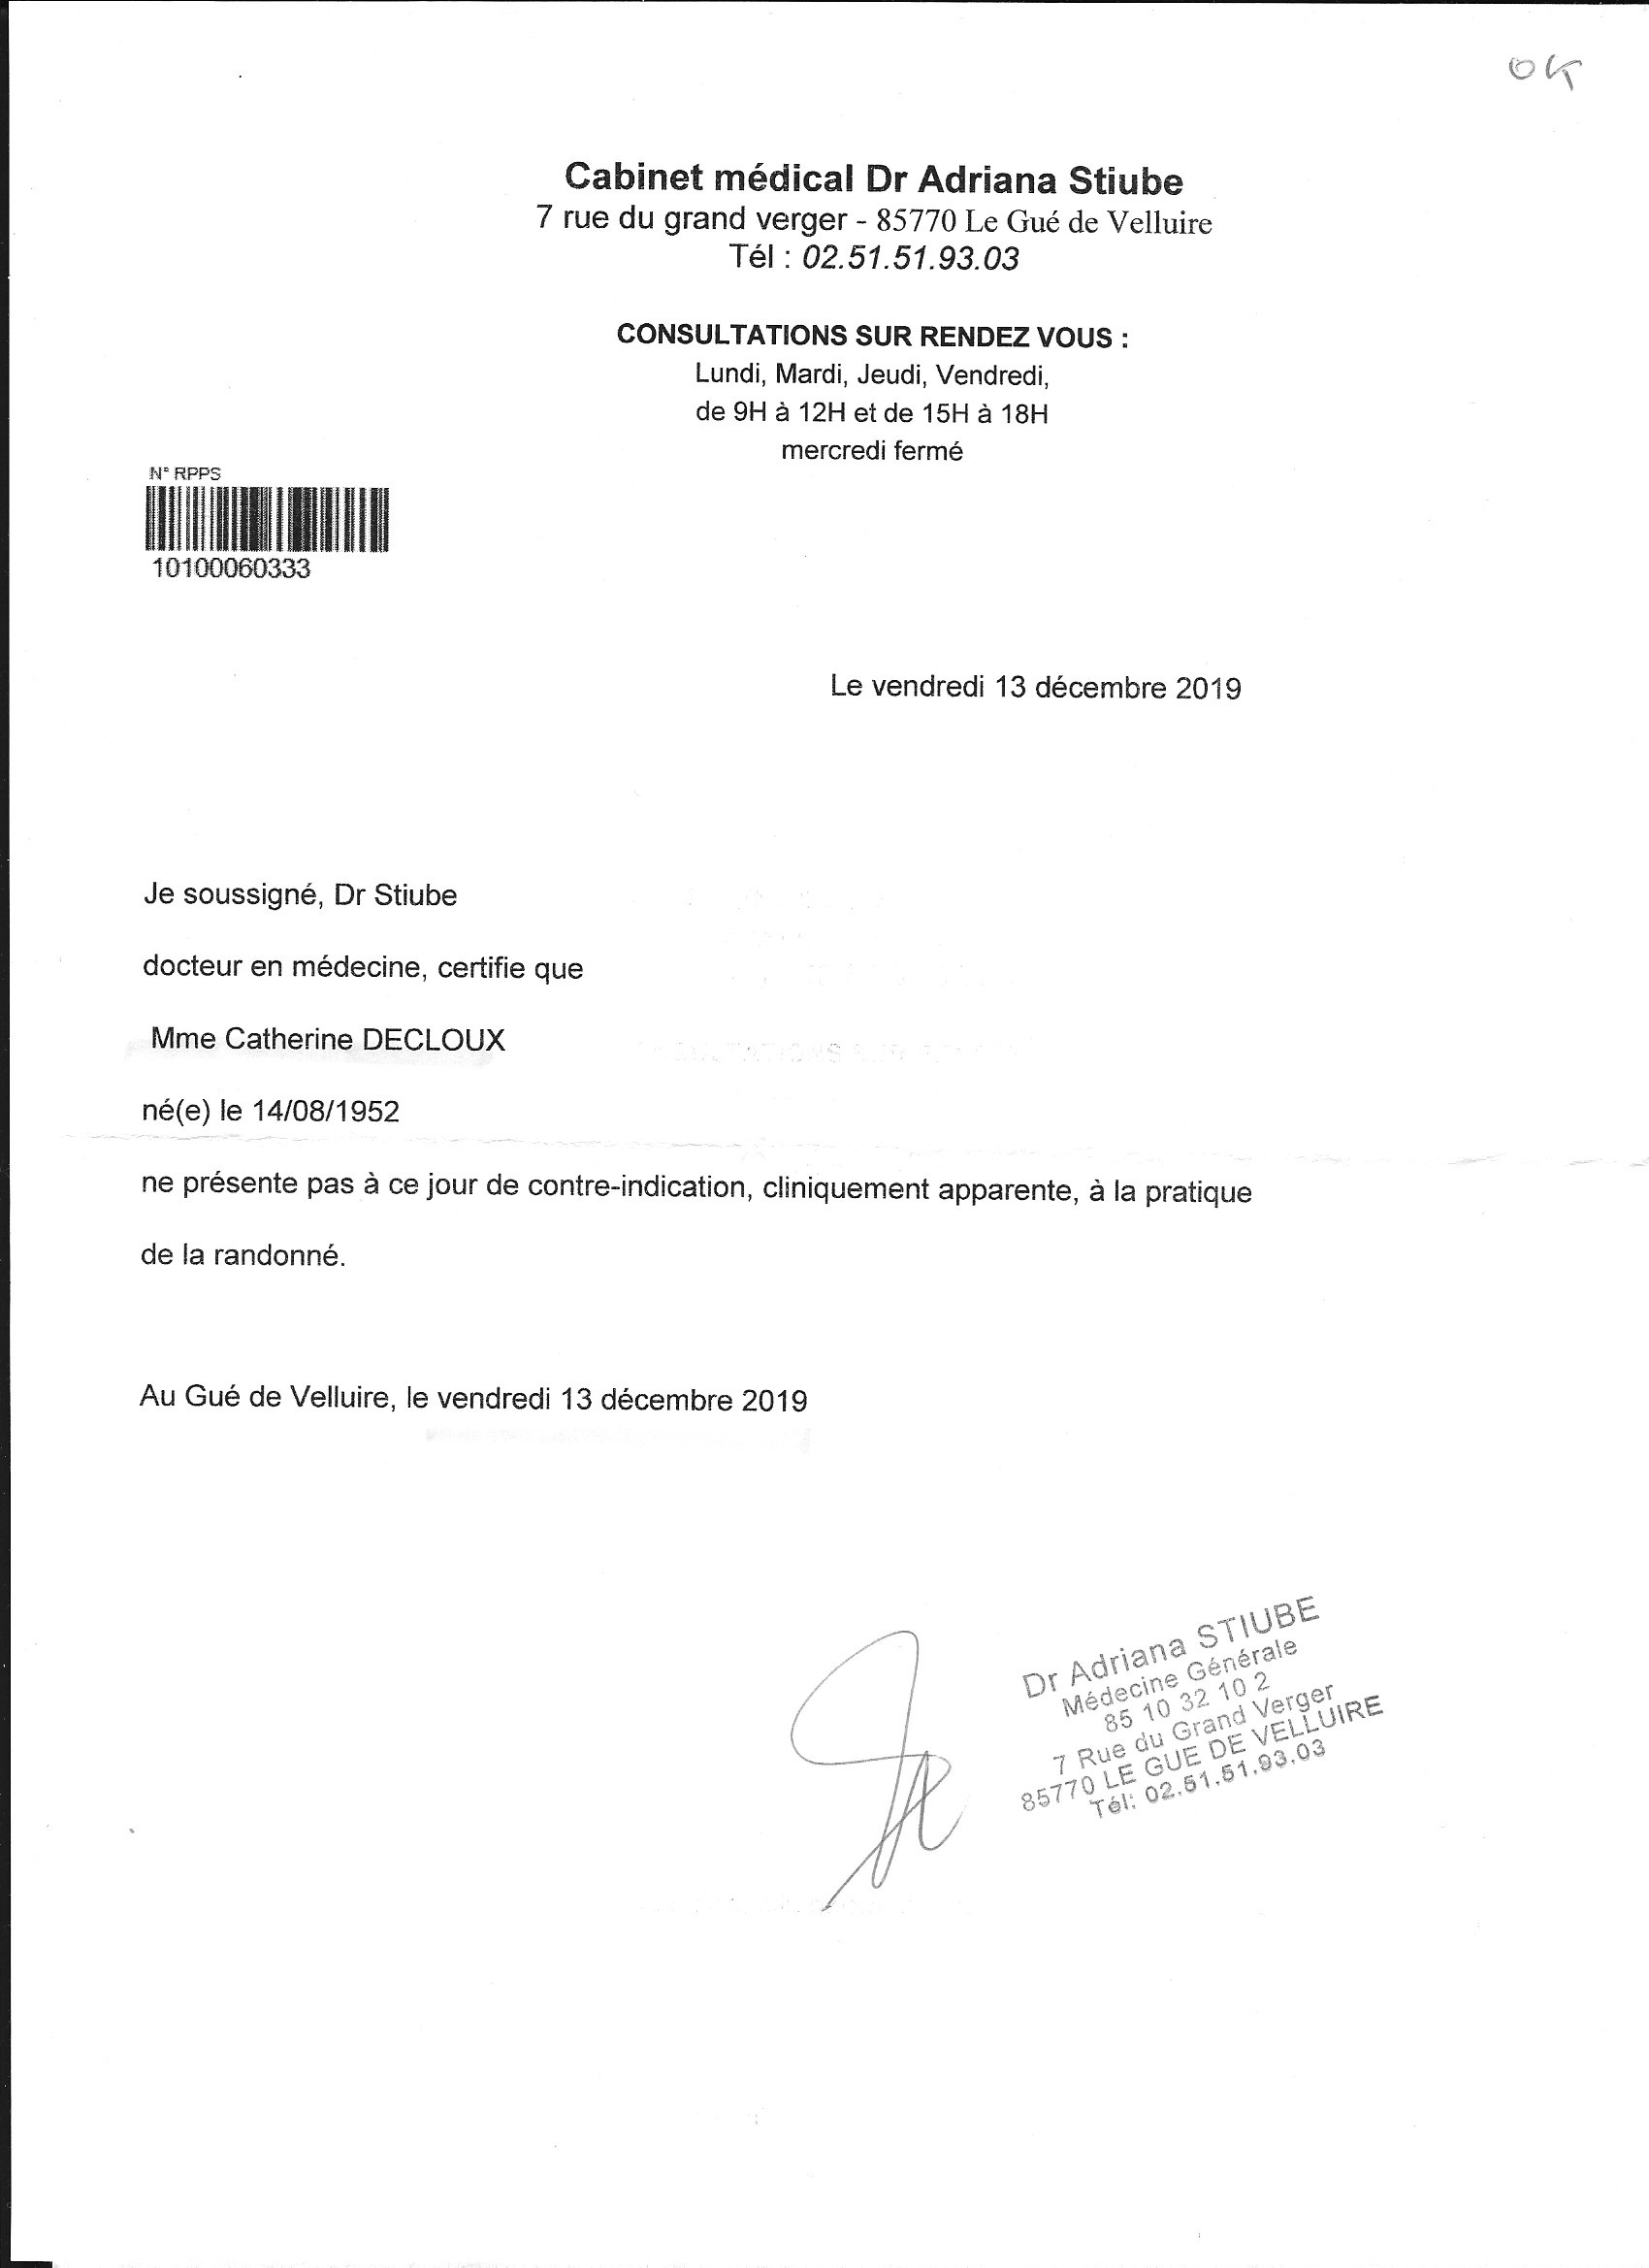 OK
Cabinet médical Dr Adriana Stiube
7 rue du grand verger - 85770 Le Gué de Velluire
Tél : 02.51.51.93.03
CONSULTATIONS SUR RENDEZ VOUS :
Lundi, Mardi, Jeudi, Vendredi,
de 9H à 12H et de 15H à 18H
mercredi fermé
N° RPPS
10100060333
Le vendredi 13 décembre 2019
Je soussigné, Dr Stiube
docteur en médecine, certifie que
Mme Catherine DECLOUX
né(e) le 14/08/1952
ne présente pas à ce jour de contre-indication, cliniquement apparente, à la pratique
de la randonné.
Au Gué de Velluire, le vendredi 13 décembre 2019
Dr Adriana STIUBE
Médecine Générale
85 10 32 10 2
7 Rue du Grand Verger
85770 LE GUE DE VELLUIRE
Tél: 02.51.51.93.03